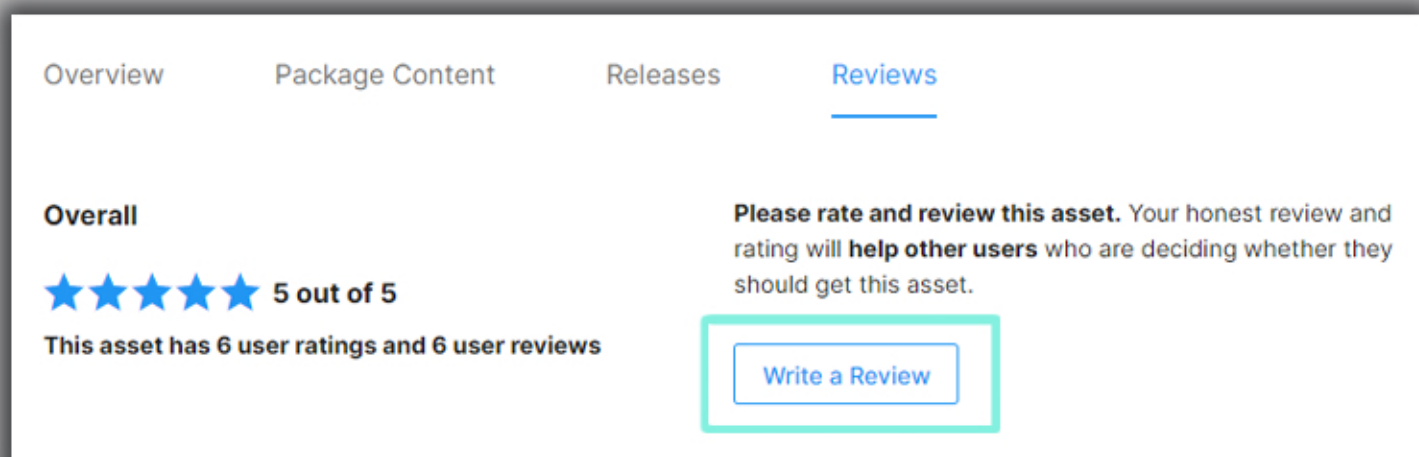 Overview Package Content Releases Reviews
Overall
5 out of 5
This asset has 6 user ratings and 6 user reviews
Please rate and review this asset. Your honest review and
rating will help other users who are deciding whether they
should get this asset.
Write a Review